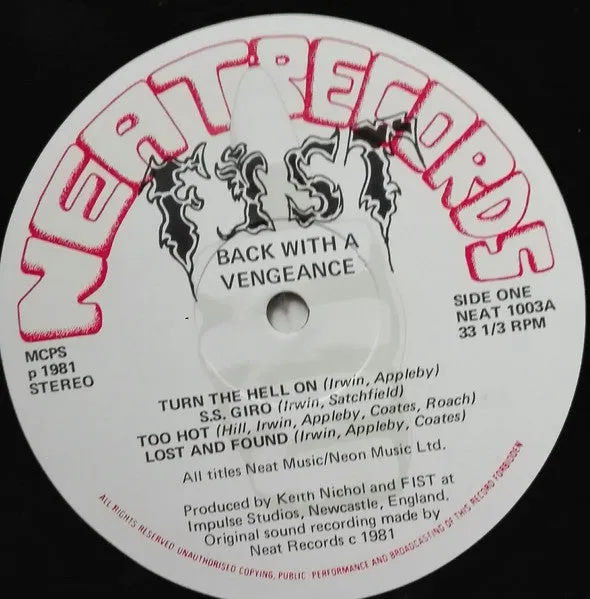 NEAT RECORDS
FIST
BACK WITH A
VENGEANCE
SIDE ONE
NEAT 1003A
33 1/3 RPM
MCPS
p 1981
STEREO
TURN THE HELL ON (Irwin, Appleby)
S.S. GIRO (Irwin, Satchfield)
TOO HOT (Hill, Irwin, Appleby, Coates, Roach)
LOST AND FOUND (Irwin, Appleby, Coates)
All titles Neat Music/Neon Music Ltd.
Produced by Keith Nichol and FIST at
Impulse Studios, Newcastle, England.
Original sound recording made by
Neat Records c 1981
ALL RIGHTS RESERVED UNAUTHORISED COPYING, PUBLIC PERFORMANCE AND BROADCASTING OF THIS RECORD FORBIDDEN